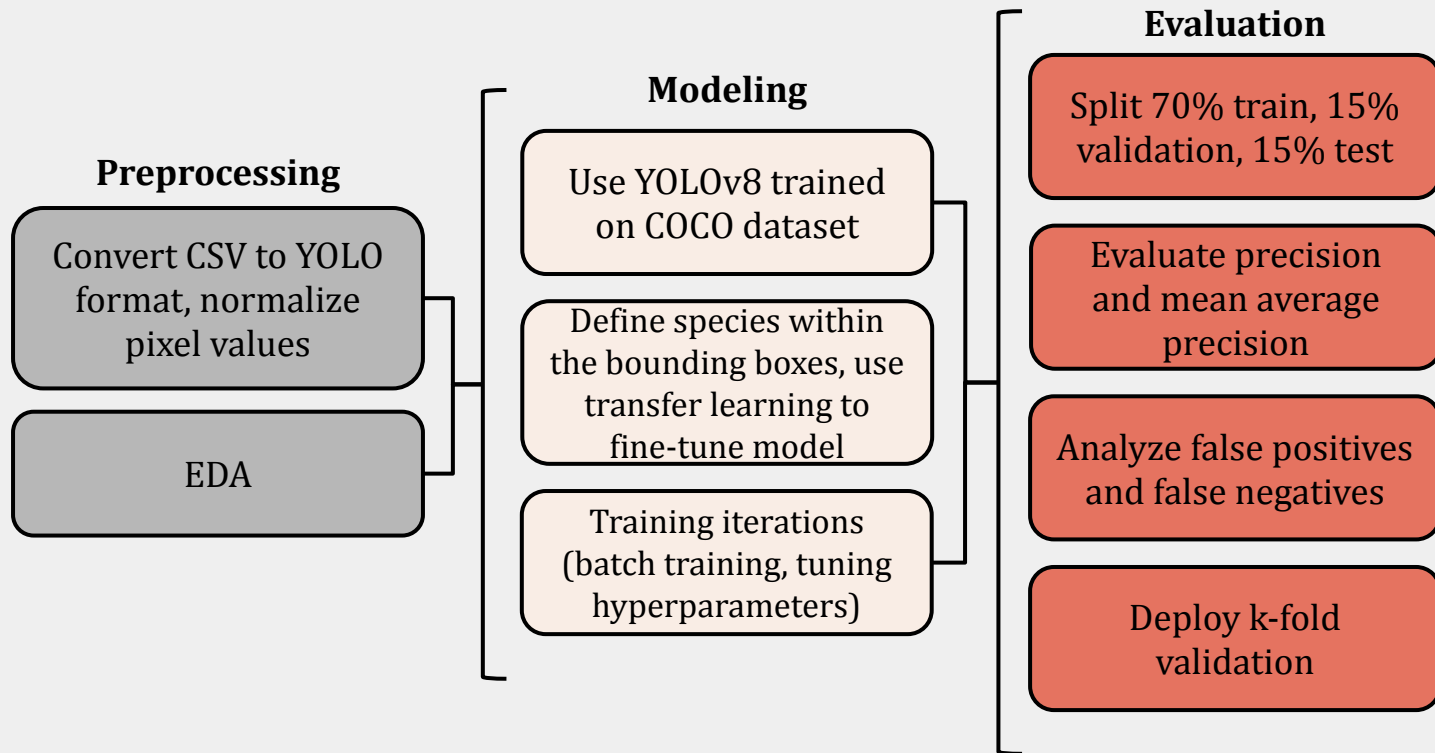 Preprocessing
Convert CSV to YOLO
format, normalize
pixel values
EDA
Modeling
Use YOLOv8 trained
on COCO dataset
Define species within
the bounding boxes, use
transfer learning to
fine-tune model
Training iterations
(batch training, tuning
hyperparameters)
Evaluation
Split 70% train, 15%
validation, 15% test
Evaluate precision
and mean average
precision
Analyze false positives
and false negatives
Deploy k-fold
validation